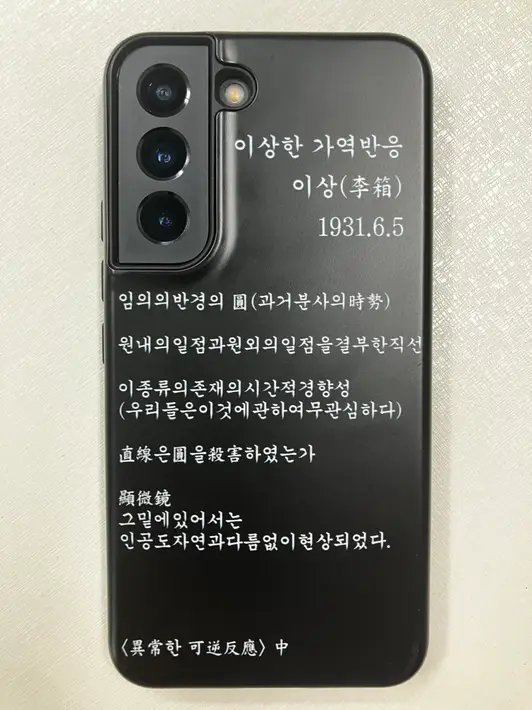 이상한 가역반응
이상(李箱)
1931.6.5
임의의반경의 圓(과거분사의時勢)
원내의일점과원외의일점을결부한직선
이종류의존재의시간적경향성
(우리들은이것에관하여무관심하다)
直線은圓을殺害하였는가
顯微鏡
그밑에있어서는
인공도자연과다름없이현상되었다.
〈異常한 可逆反應〉 中